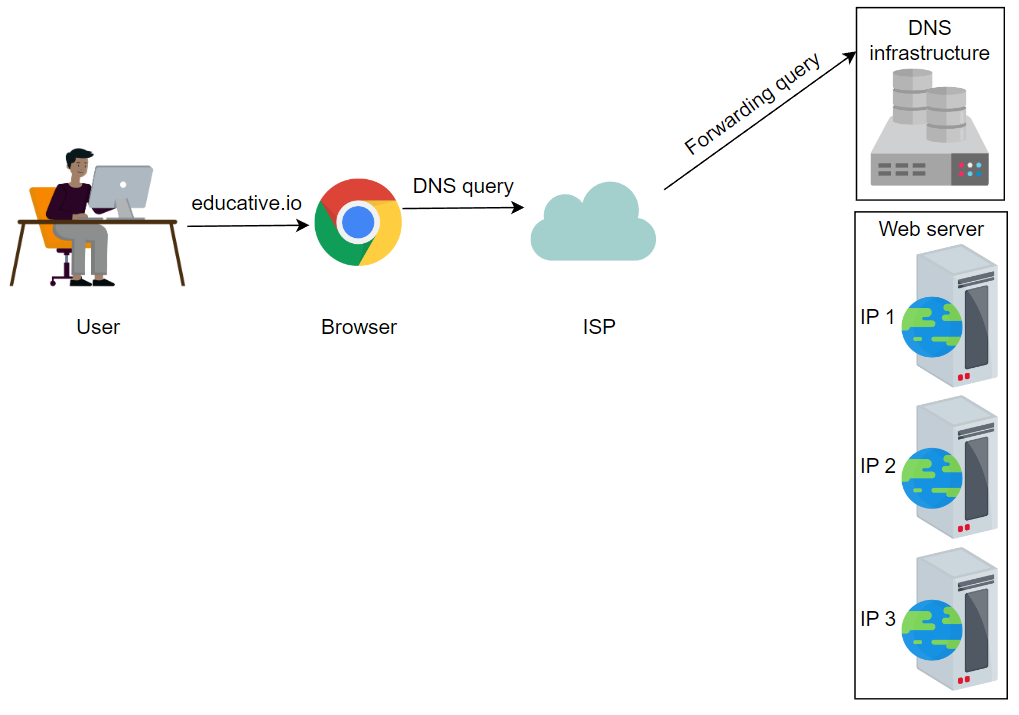 DNS
infrastructure
Forwarding query
educative.io
DNS query
User
Browser
ISP
Web server
IP 1
IP 2
IP 3